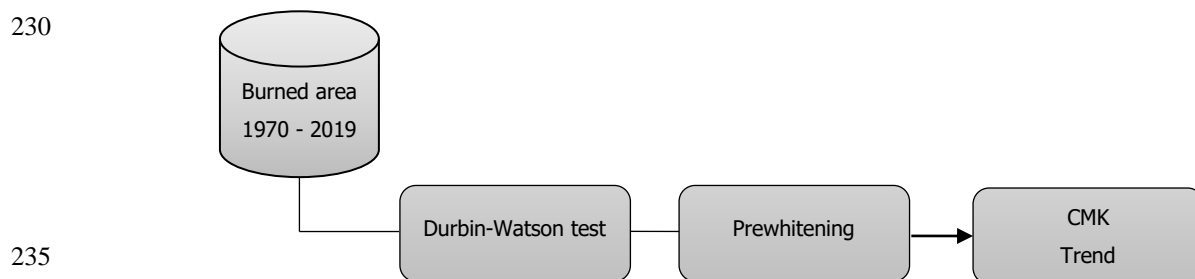 230
Burned area
1970 - 2019
Durbin-Watson test
Prewhitening
CMK
Trend
235